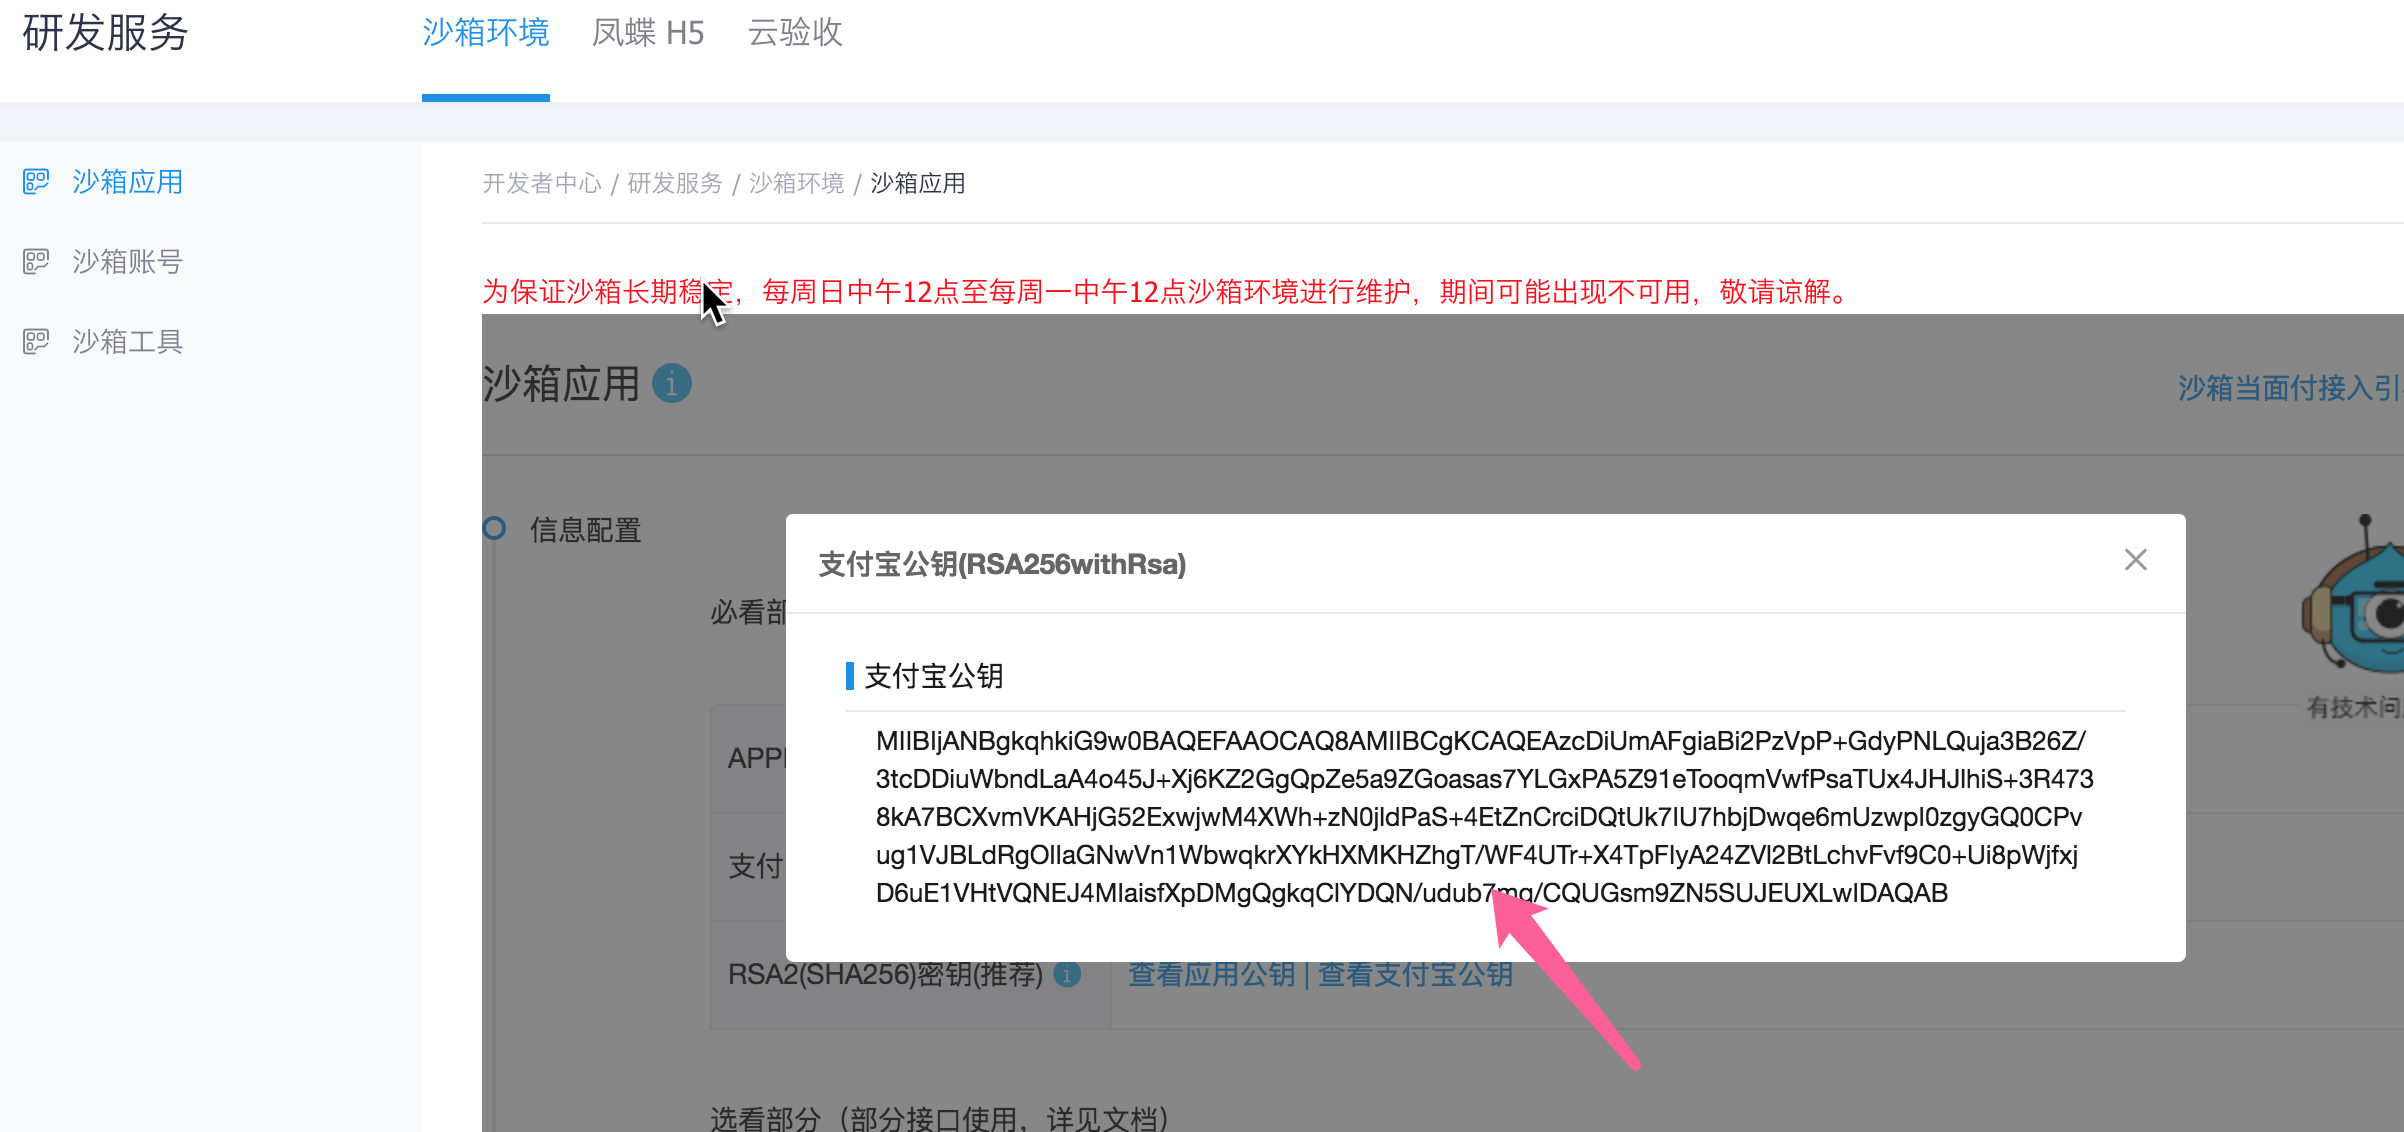 研发服务
沙箱环境 凤蝶 H5 云验收
沙箱应用
沙箱账号
沙箱工具
开发者中心 / 研发服务 / 沙箱环境 / 沙箱应用
为保证沙箱长期稳定，每周日中午12点至每周一中午12点沙箱环境进行维护，期间可能出现不可用，敬请谅解。
沙箱应用
沙箱当面付接入引
信息配置
必看部
支付宝公钥(RSA256withRsa)
支付宝公钥
MIIBIjANBgkqhkiG9w0BAQEFAAOCAQ8AMIIBCgKCAQEAzcDiUmAFgiaBi2PzVpP+GdyPNLQuja3B26Z/
3tcDDiuWbndLaA4o45J+Xj6KZ2GgQpZe5a9ZGoasas7YLGxPA5Z91eTooqmVwfPsaTUx4JHJlhiS+3R473
8kA7BCXvmVKAHjG52ExwjwM4XWh+zN0jldPaS+4EtZnCrciDQtUk7lU7hbjDwqe6mUzwpI0zgyGQ0CPv
ug1VJBLdRgOlIaGNwVn1WbwqkrXYkHXMKHZhgT/WF4UTr+X4TpFlyA24ZVl2BtLchvFvf9C0+Ui8pWjfxj
D6uE1VHtVQNEJ4MIaisfXpDMgQgkqClYDQN/udub7mq/CQUGsm9ZN5SUJEUXLwIDAQAB
有技术问
APPI
支付
RSA2(SHA256)密钥(推荐) 查看应用公钥 | 查看支付宝公钥
选看部分（部分接口使用，详见文档）